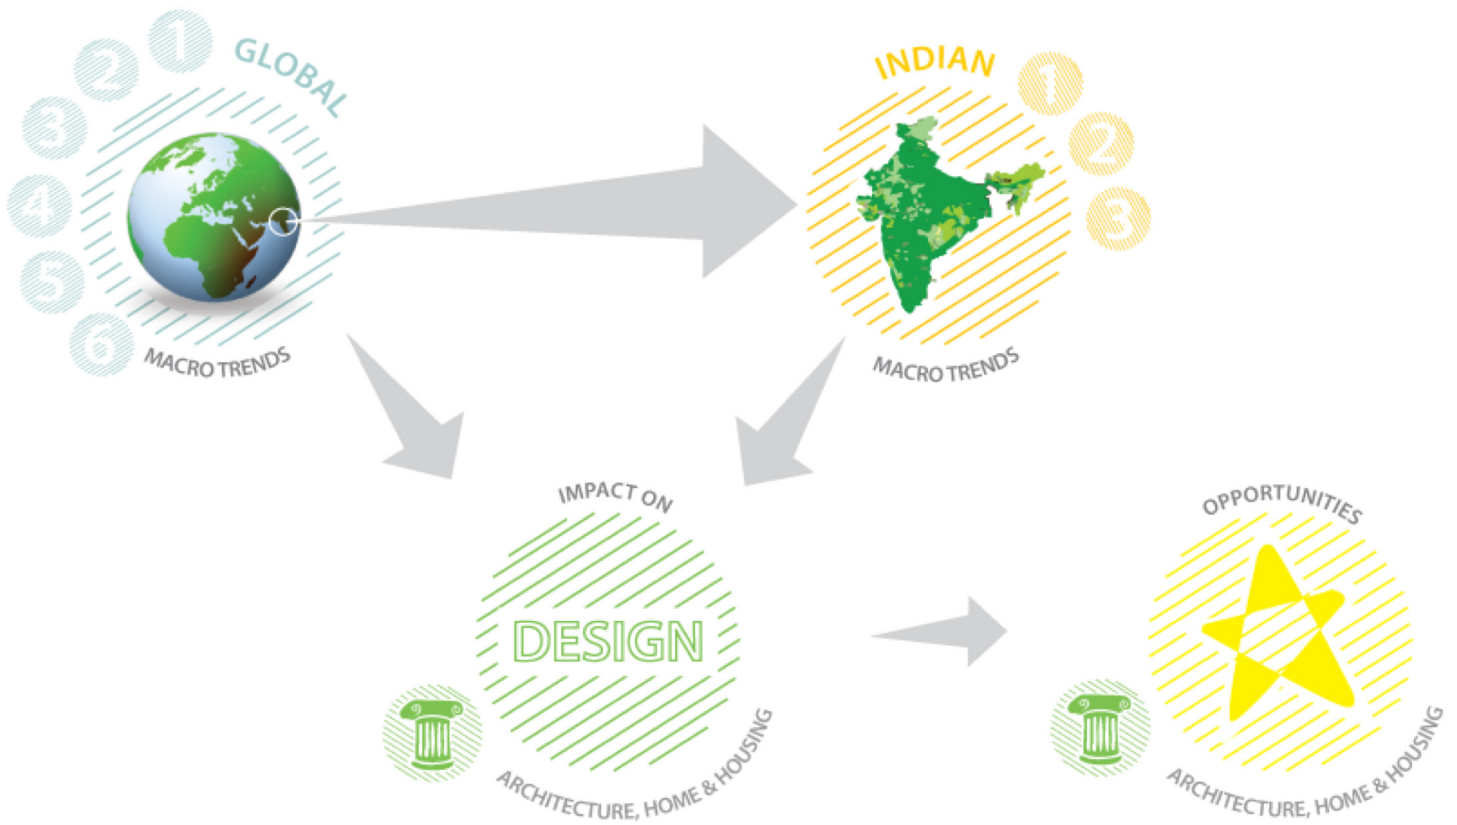 GLOBAL
1
2
3
4
5
6
MACRO TRENDS
INDIAN
1
2
3
MACRO TRENDS
IMPACT ON
DESIGN
ARCHITECTURE, HOME & HOUSING
OPPORTUNITIES
ARCHITECTURE, HOME & HOUSING